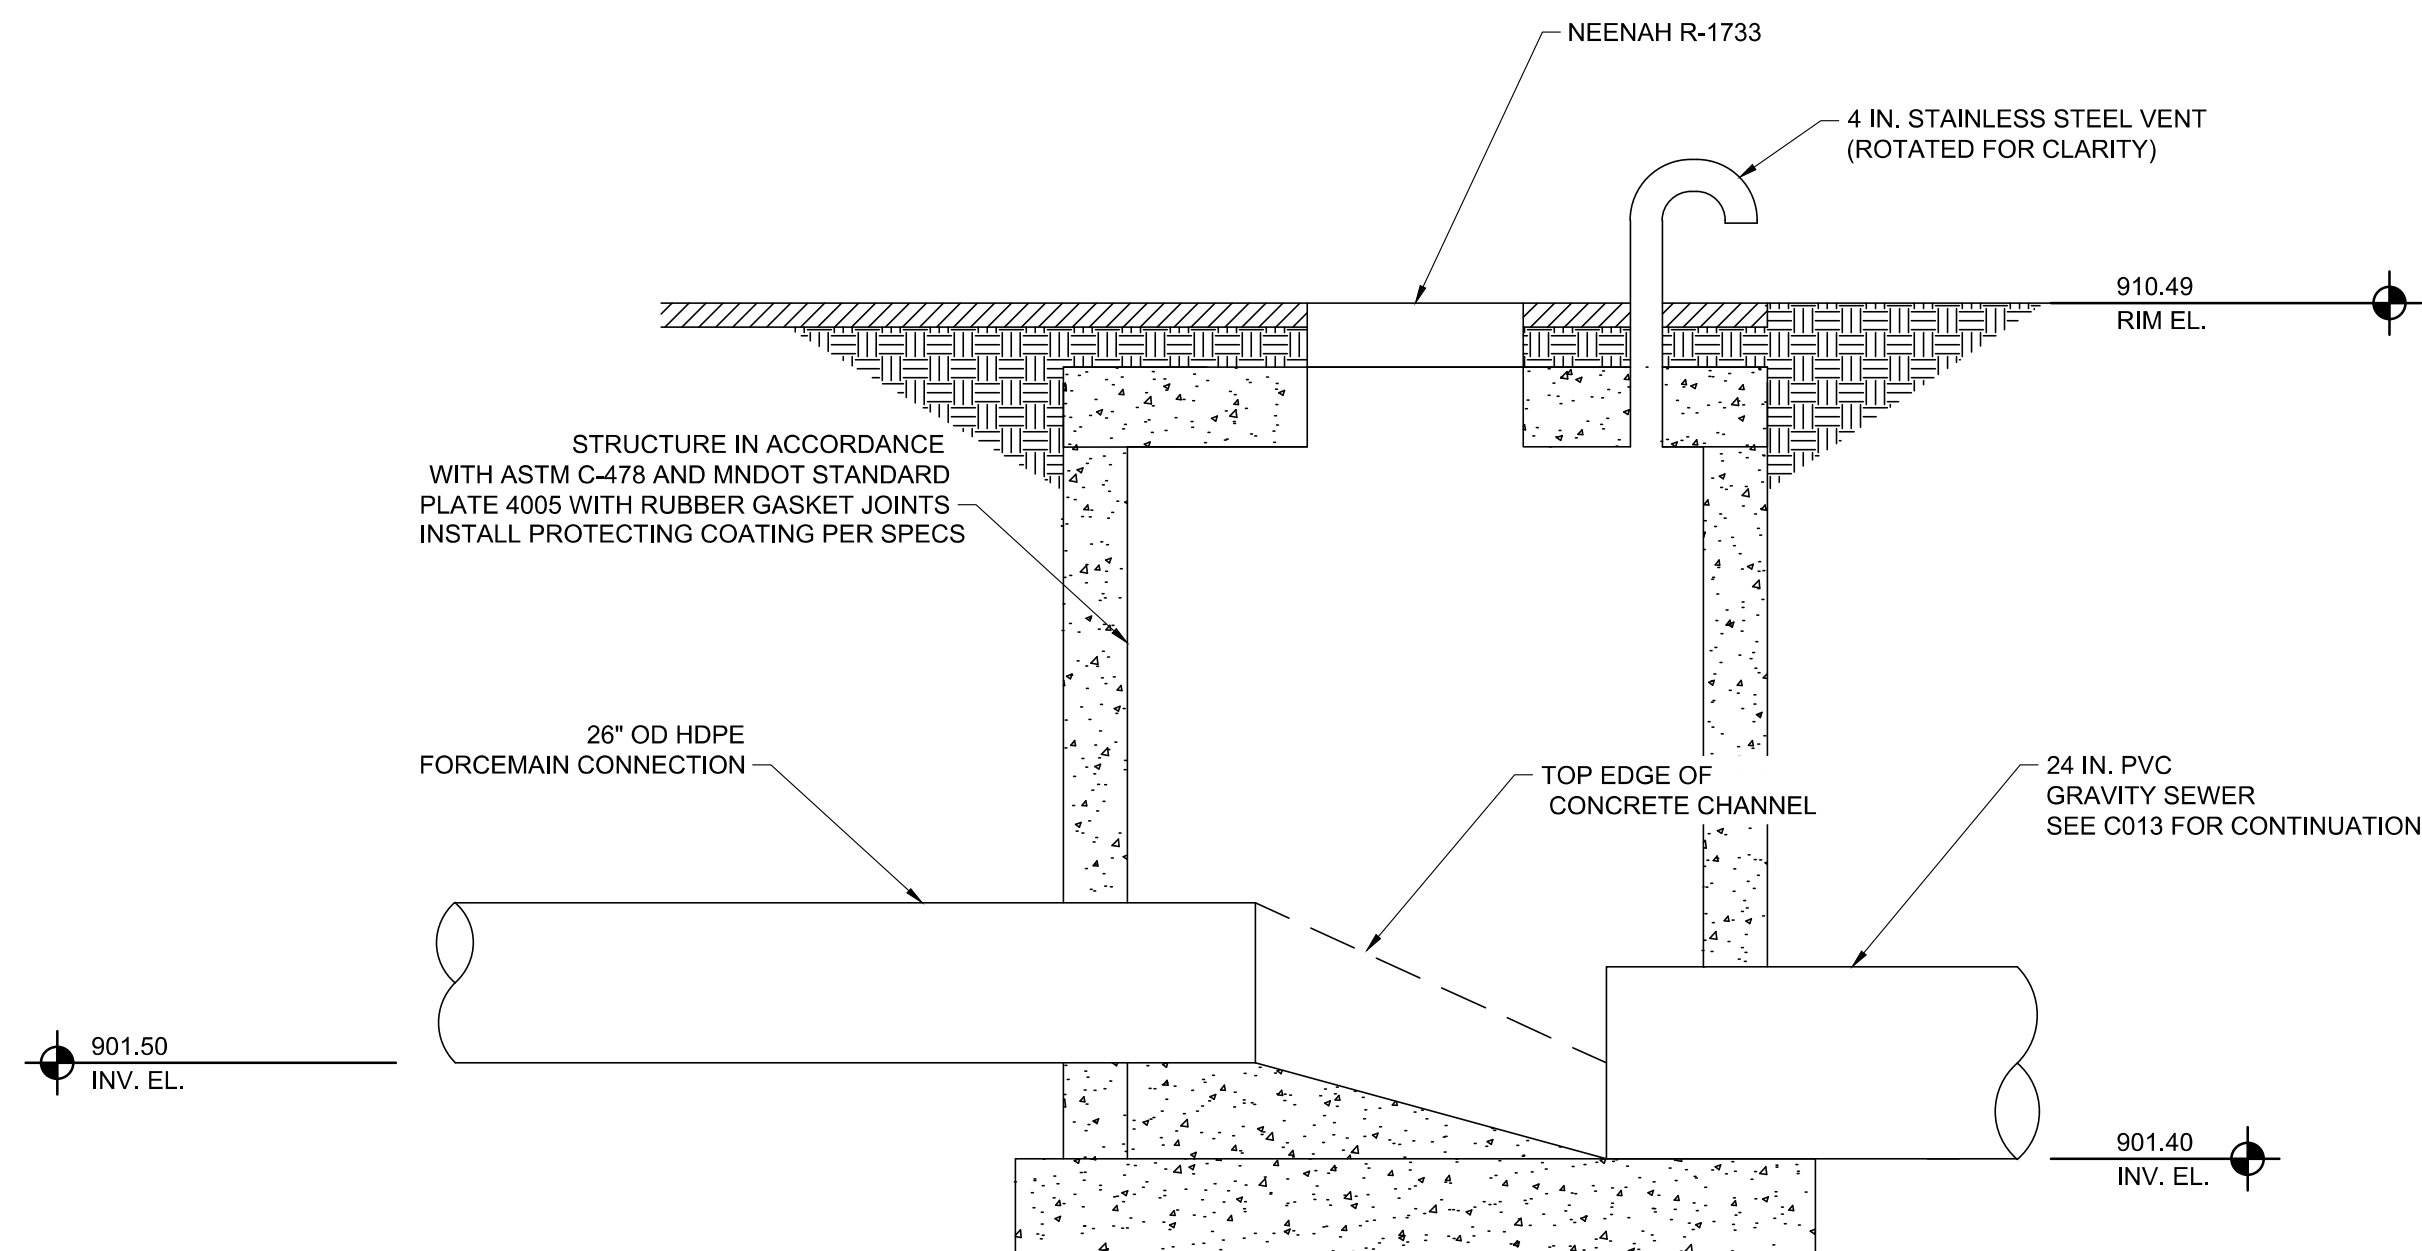 NEENAH R-1733
4 IN. STAINLESS STEEL VENT
(ROTATED FOR CLARITY)
910.49
RIM EL.
STRUCTURE IN ACCORDANCE
WITH ASTM C-478 AND MNDOT STANDARD
PLATE 4005 WITH RUBBER GASKET JOINTS
INSTALL PROTECTING COATING PER SPECS
26" OD HDPE
FORCEMAIN CONNECTION
TOP EDGE OF
CONCRETE CHANNEL
24 IN. PVC
GRAVITY SEWER
SEE C013 FOR CONTINUATION
901.50
INV. EL.
901.40
INV. EL.